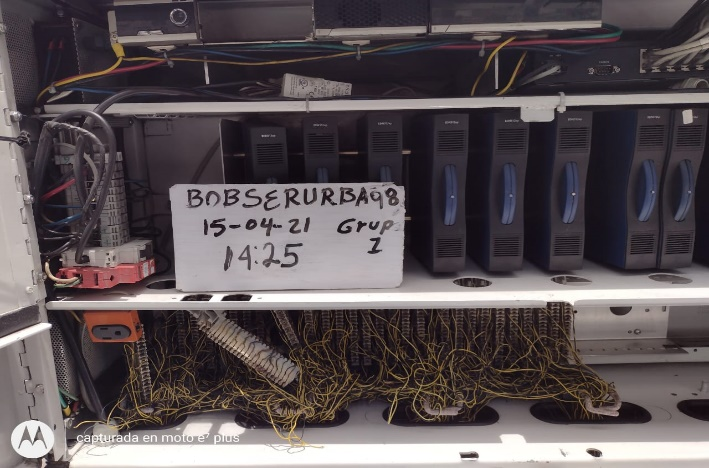 BOBSERURBA98
15-04-21 Grup
14:25 1
capturada en moto e⁵ plus